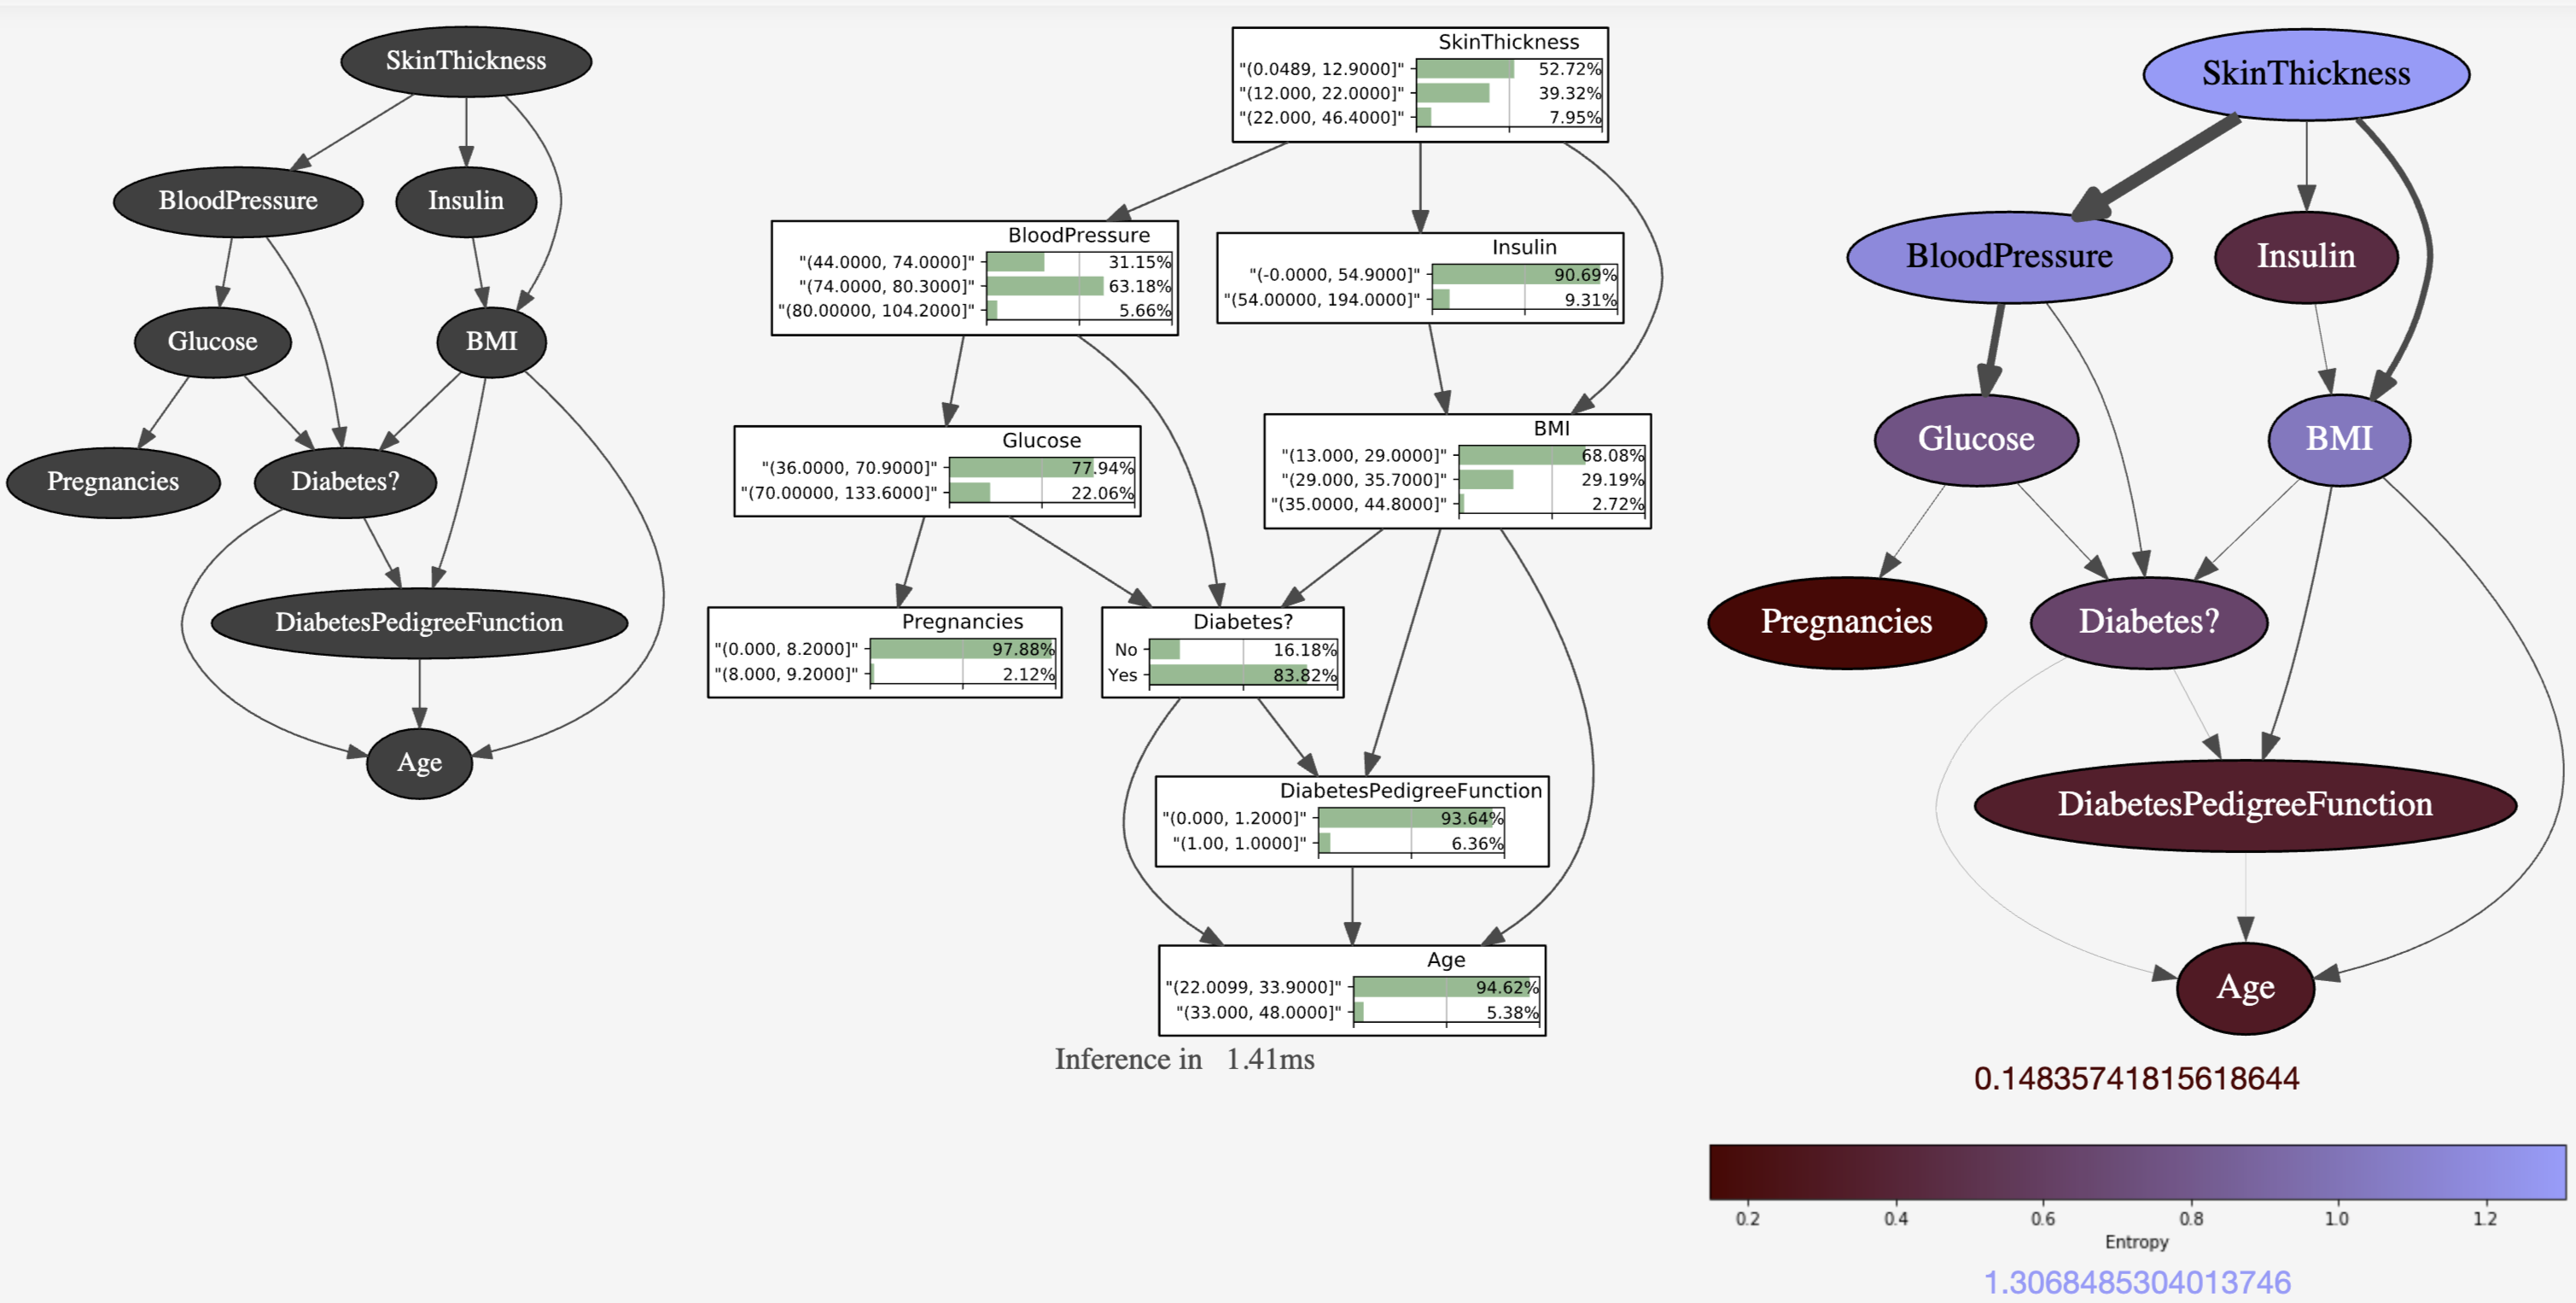 SkinThickness
BloodPressure
Insulin
Glucose
BMI
Pregnancies
Diabetes?
DiabetesPedigreeFunction
Age
SkinThickness
"(0.0489, 12.9000]" 52.72%
"(12.000, 22.0000]" 39.32%
"(22.000, 46.4000]" 7.95%
BloodPressure
"(44.0000, 74.0000]" 31.15%
"(74.0000, 80.3000]" 63.18%
"(80.00000, 104.2000]" 5.66%
Insulin
"(-0.0000, 54.9000]" 90.69%
"(54.00000, 194.0000]" 9.31%
Glucose
"(36.0000, 70.9000]" 77.94%
"(70.00000, 133.6000]" 22.06%
BMI
"(13.000, 29.0000]" 68.08%
"(29.000, 35.7000]" 29.19%
"(35.0000, 44.8000]" 2.72%
Pregnancies
"(0.000, 8.2000]" 97.88%
"(8.000, 9.2000]" 2.12%
Diabetes?
No 16.18%
Yes 83.82%
DiabetesPedigreeFunction
"(0.000, 1.2000]" 93.64%
"(1.00, 1.0000]" 6.36%
Age
"(22.0099, 33.9000]" 94.62%
"(33.000, 48.0000]" 5.38%
Inference in 1.41ms
SkinThickness
BloodPressure
Insulin
Glucose
BMI
Pregnancies
Diabetes?
DiabetesPedigreeFunction
Age
0.14835741815618644
0.2 0.4 0.6 0.8 1.0 1.2
Entropy
1.3068485304013746